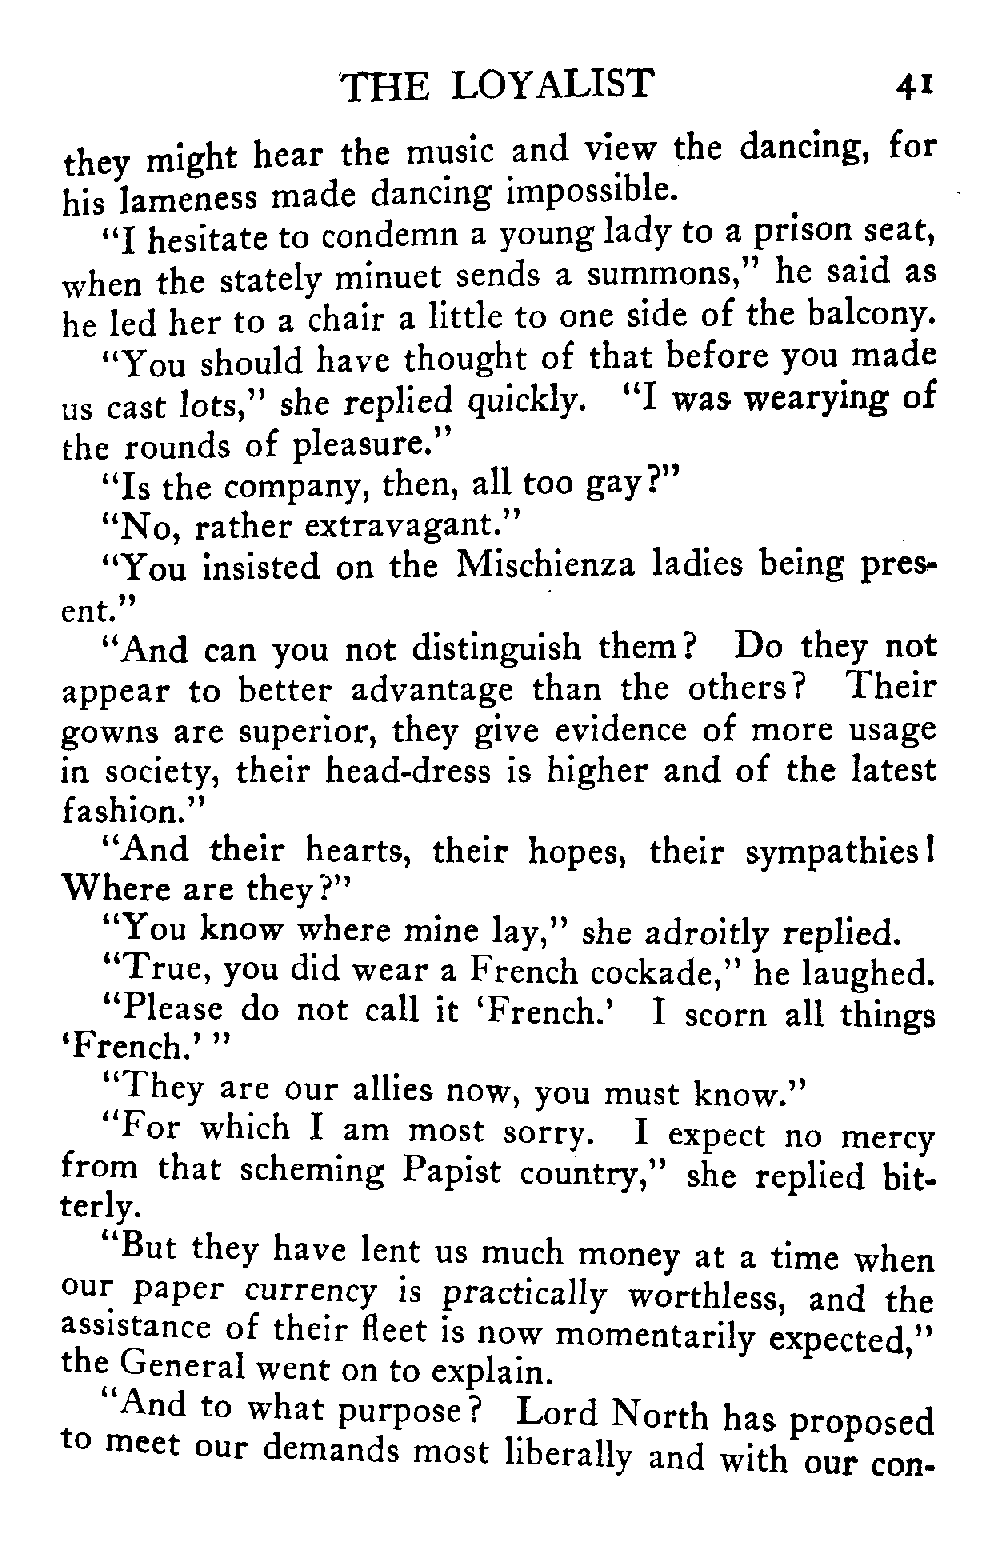 THE LOYALIST 41
they might hear the music and view the dancing, for
his lameness made dancing impossible.
"I hesitate to condemn a young lady to a prison seat,
when the stately minuet sends a summons," he said as
he led her to a chair a little to one side of the balcony.
"You should have thought of that before you made
us cast lots," she replied quickly. "I was wearying of
the rounds of pleasure."
"Is the company, then, all too gay?"
"No, rather extravagant."
"You insisted on the Mischienza ladies being pres-
ent."
"And can you not distinguish them? Do they not
appear to better advantage than the others? Their
gowns are superior, they give evidence of more usage
in society, their head-dress is higher and of the latest
fashion."
"And their hearts, their hopes, their sympathies!
Where are they?"
"You know where mine lay," she adroitly replied.
"True, you did wear a French cockade," he laughed.
"Please do not call it 'French.' I scorn all things
'French.' "
"They are our allies now, you must know."
"For which I am most sorry. I expect no mercy
from that scheming Papist country," she replied bit-
terly.
"But they have lent us much money at a time when
our paper currency is practically worthless, and the
assistance of their fleet is now momentarily expected,"
the General went on to explain.
"And to what purpose? Lord North has proposed
to meet our demands most liberally and with our con-